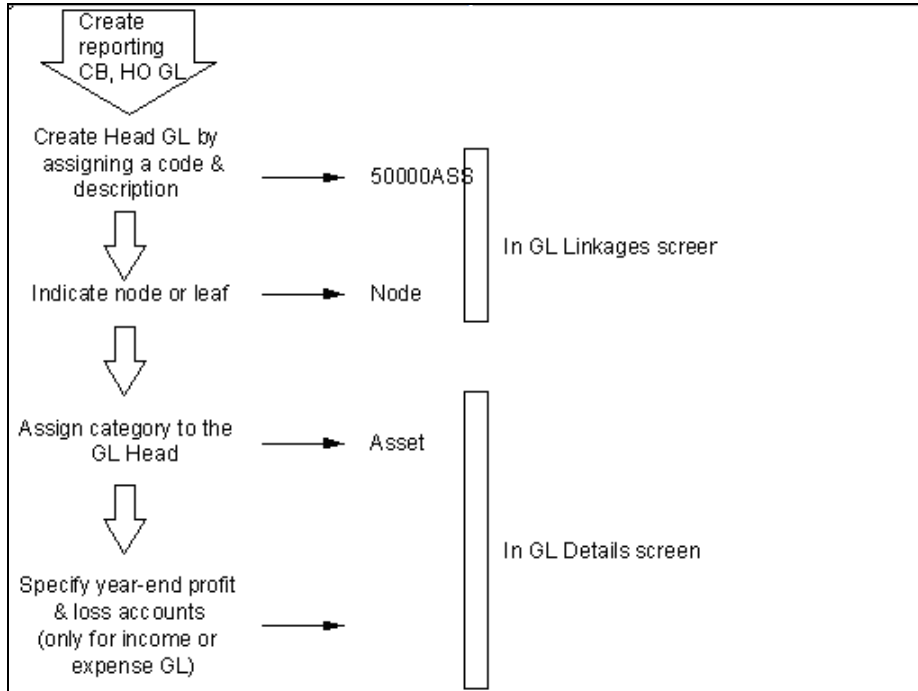 Create
reporting
CB, HO GL
Create Head GL by
assigning a code &
description
50000ASS
In GL Linkages screer
Indicate node or leaf
Node
Assign category to the
GL Head
Asset
In GL Details screen
Specify year-end profit
& loss accounts
(only for income or
expense GL)